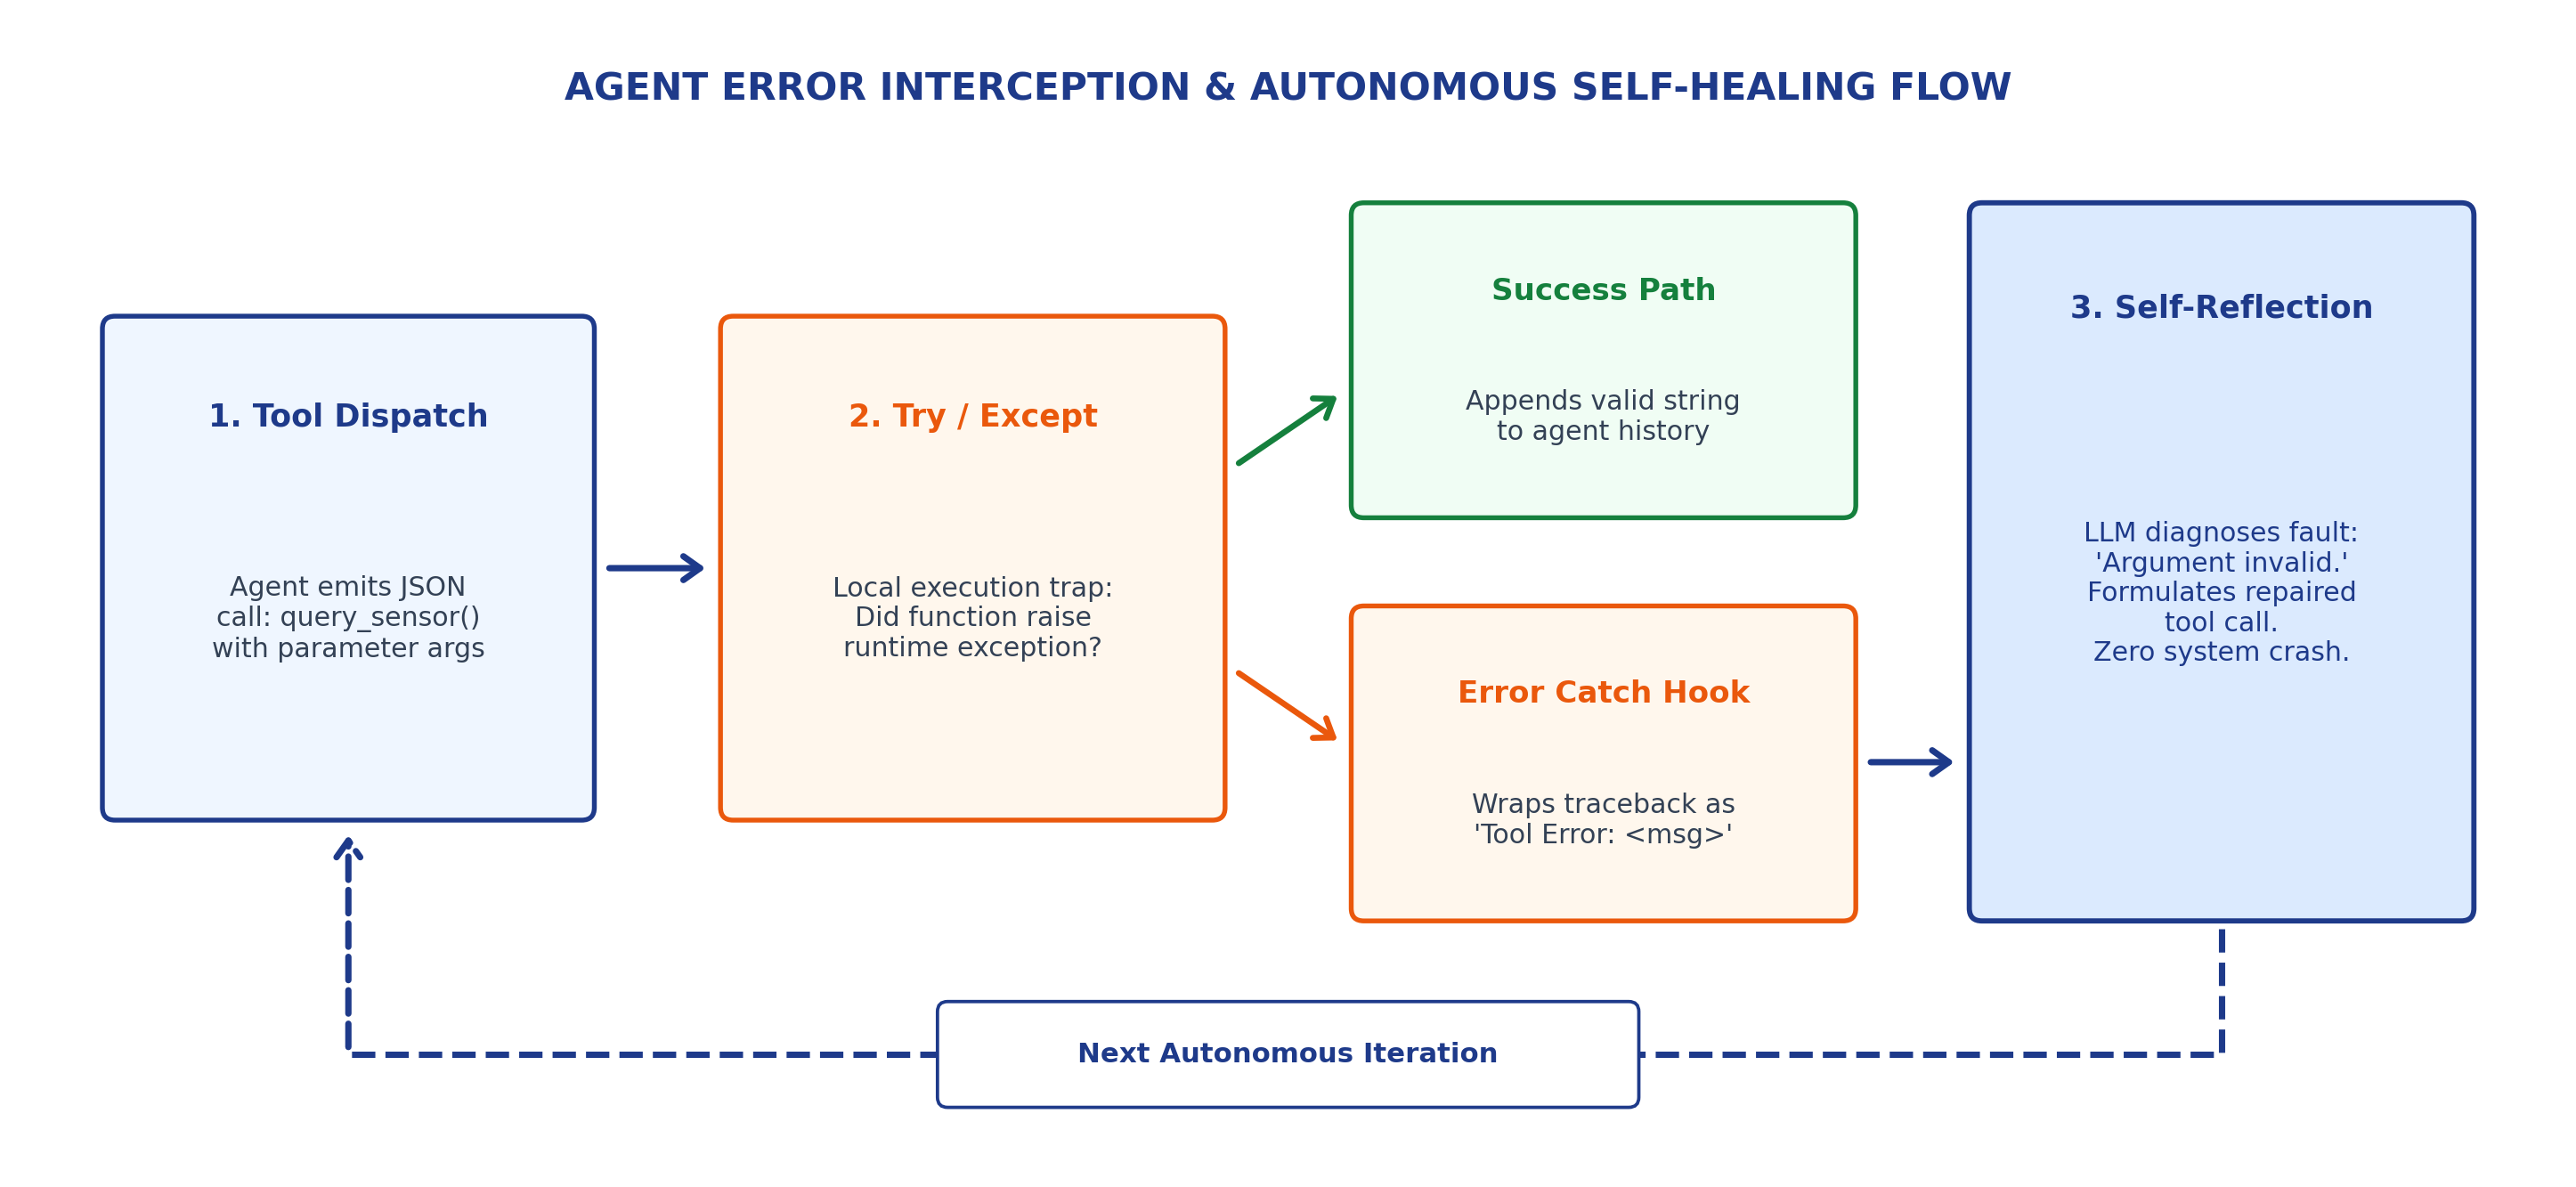 AGENT ERROR INTERCEPTION & AUTONOMOUS SELF-HEALING FLOW
1. Tool Dispatch
Agent emits JSON
call: query_sensor()
with parameter args
2. Try / Except
Local execution trap:
Did function raise
runtime exception?
Success Path
Appends valid string
to agent history
Error Catch Hook
Wraps traceback as
'Tool Error: <msg>'
3. Self-Reflection
LLM diagnoses fault:
'Argument invalid.'
Formulates repaired
tool call.
Zero system crash.
Next Autonomous Iteration